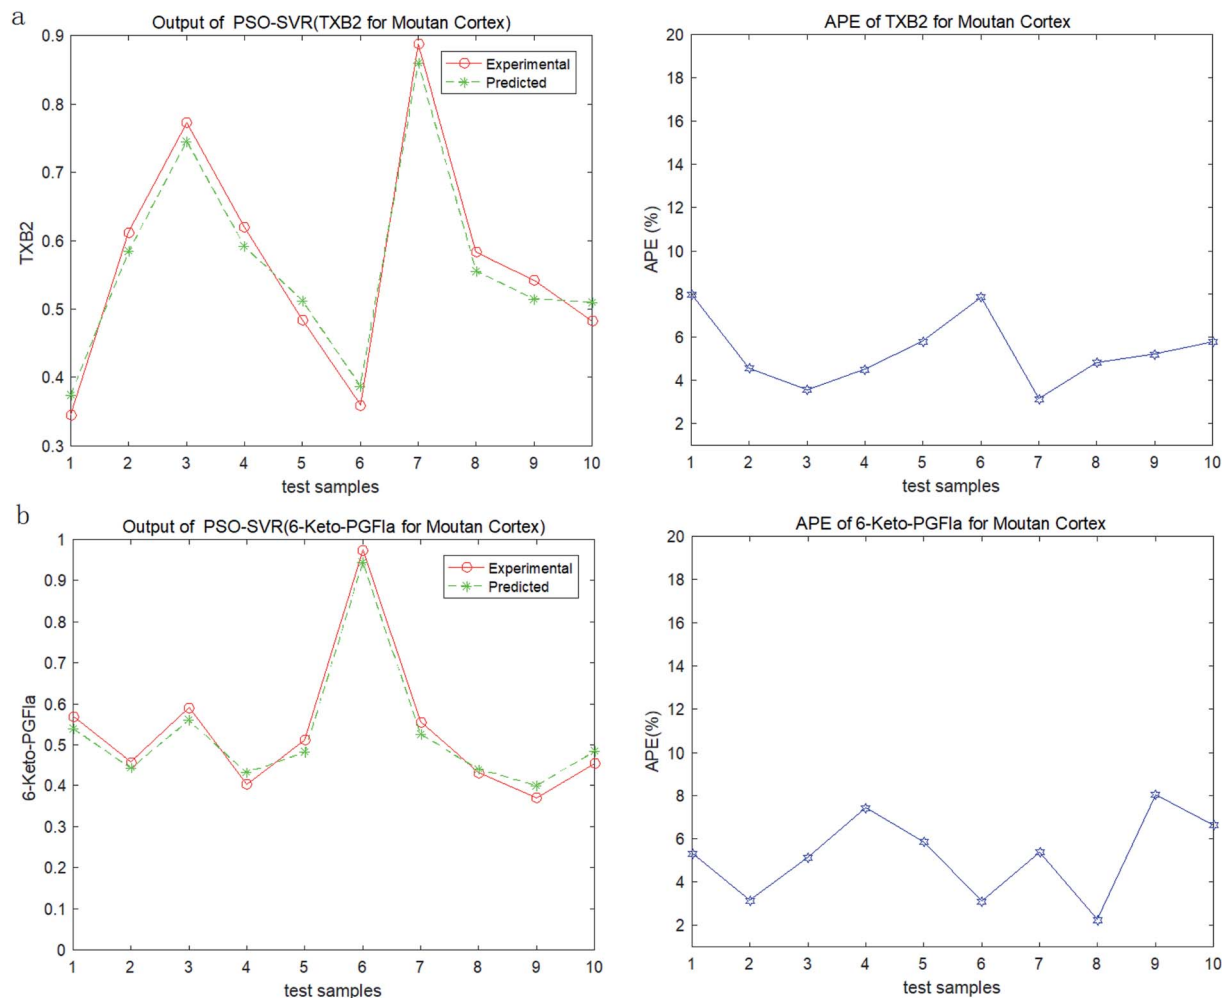 a
Output of PSO-SVR(TXB2 for Moutan Cortex)
0.9
0.8
0.7
0.6
0.5
0.4
0.3
TXB2
Experimental
Predicted
1 2 3 4 5 6 7 8 9 10
test samples
APE of TXB2 for Moutan Cortex
20
18
16
14
12
10
8
6
4
2
APE (%)
1 2 3 4 5 6 7 8 9 10
test samples
b
Output of PSO-SVR(6-Keto-PGFla for Moutan Cortex)
1
0.9
0.8
0.7
0.6
0.5
0.4
0.3
0.2
0.1
0
6-Keto-PGFla
Experimental
Predicted
1 2 3 4 5 6 7 8 9 10
test samples
APE of 6-Keto-PGFla for Moutan Cortex
20
18
16
14
12
10
8
6
4
2
APE(%)
1 2 3 4 5 6 7 8 9 10
test samples